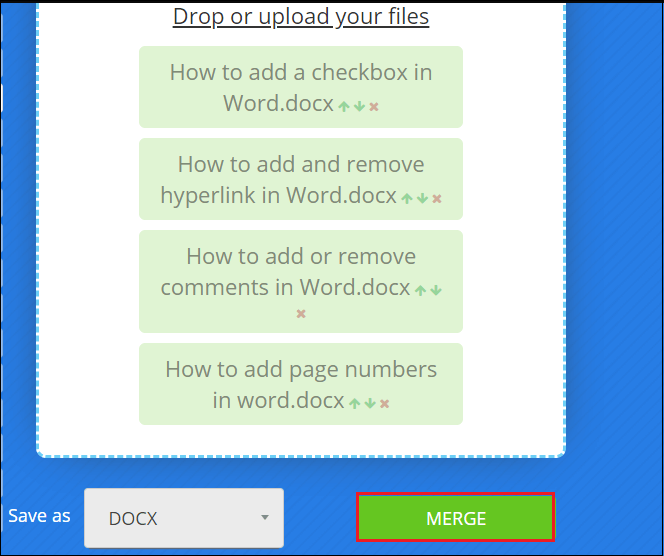 Drop or upload your files
How to add a checkbox in
Word.docx
How to add and remove
hyperlink in Word.docx
How to add or remove
comments in Word.docx
How to add page numbers
in word.docx
Save as DOCX MERGE